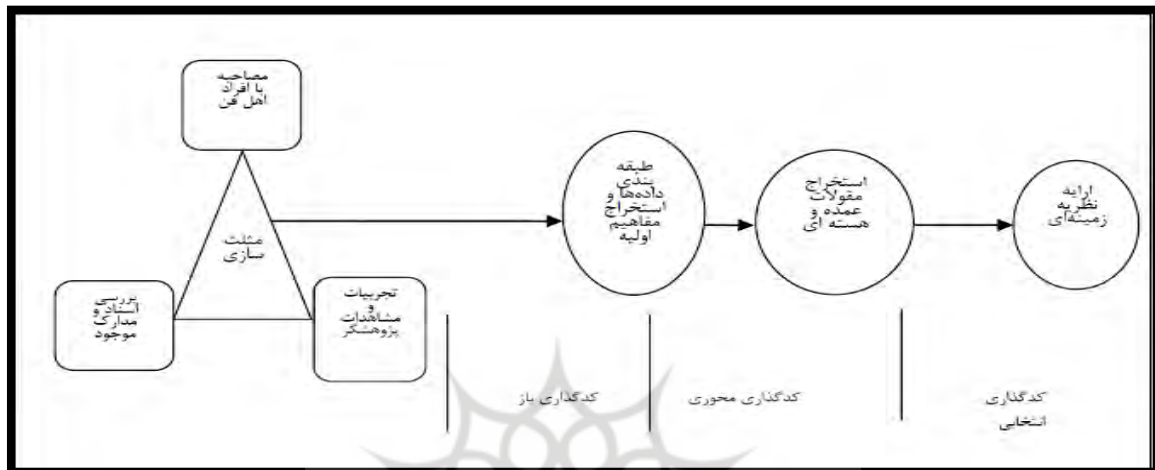 مصاحبه
با افراد
اهل فن
مثلث
سازی
بررسی
اسناد و
مدارک
موجود
تجربیات
و
مشاهدات
پژوهشگر
طبقه
بندی
داده‌ها و
استخراج
مفاهیم
اولیه
استخراج
مقولات
عمده و
هسته ای
ارایه
نظریه
زمینه‌ای
کدگذاری باز
کدگذاری محوری
کدگذاری
انتخابی